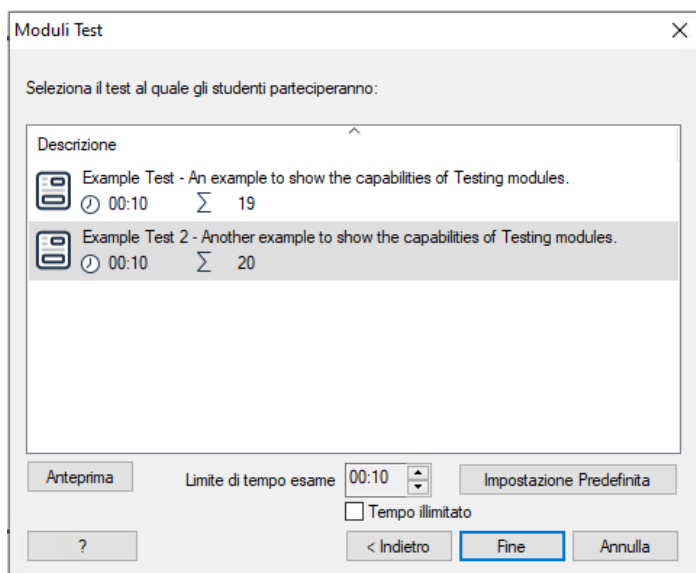 Moduli Test
Seleziona il test al quale gli studenti parteciperanno:
Descrizione
Example Test - An example to show the capabilities of Testing modules.
00:10 ∑ 19
Example Test 2 - Another example to show the capabilities of Testing modules.
00:10 ∑ 20
Anteprima Limite di tempo esame 00:10 Impostazione Predefinita
Tempo illimitato
? < Indietro Fine Annulla